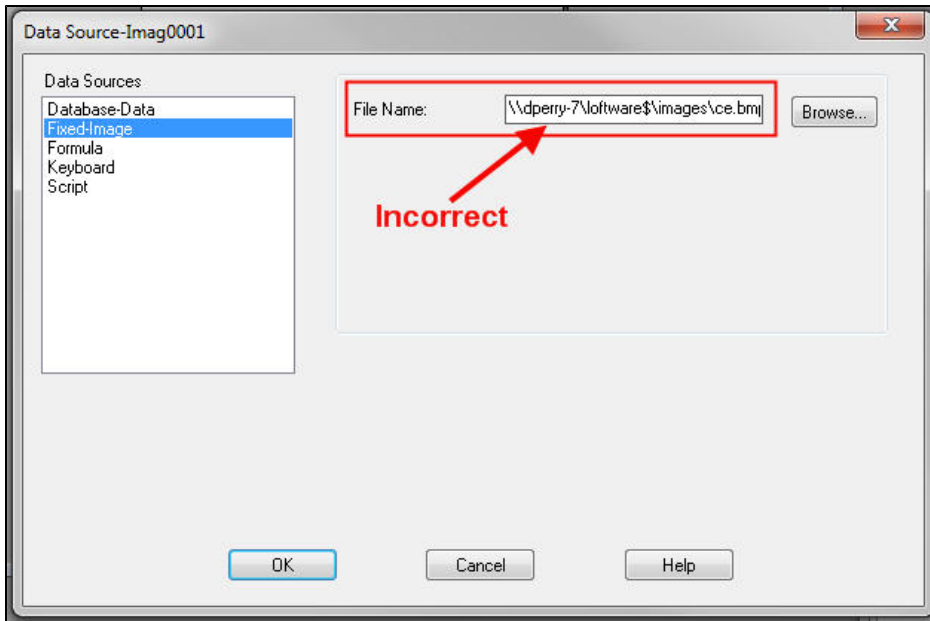 Data Source-Imag0001
Data Sources
Database-Data
Fixed-Image
Formula
Keyboard
Script
File Name: \\dperry-7\loftware$\images\ce.bmp Browse...
Incorrect
OK Cancel Help